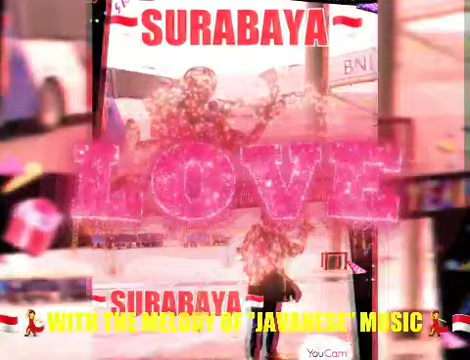 ~SURABAYA~
BNI
LOVE
~SURABAYA~
🇮🇩💃WITH THE MELODY OF "JAVANESE" MUSIC💃🇮🇩
YouCam